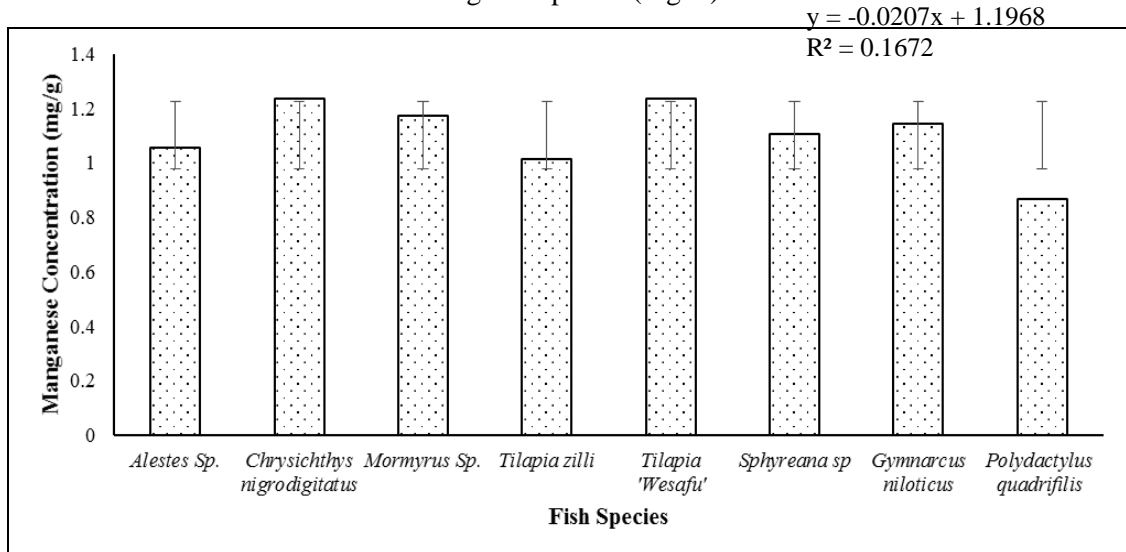 y = -0.0207x + 1.1968
R² = 0.1672
Manganese Concentration (mg/g)
1.4
1.2
1
0.8
0.6
0.4
0.2
0
Alestes Sp.
Chrysichthys
nigrodigitatus
Mormyrus Sp.
Tilapia zilli
Tilapia
'Wesafu'
Sphyreana sp
Gymnarcus
niloticus
Polydactylus
quadrifilis
Fish Species